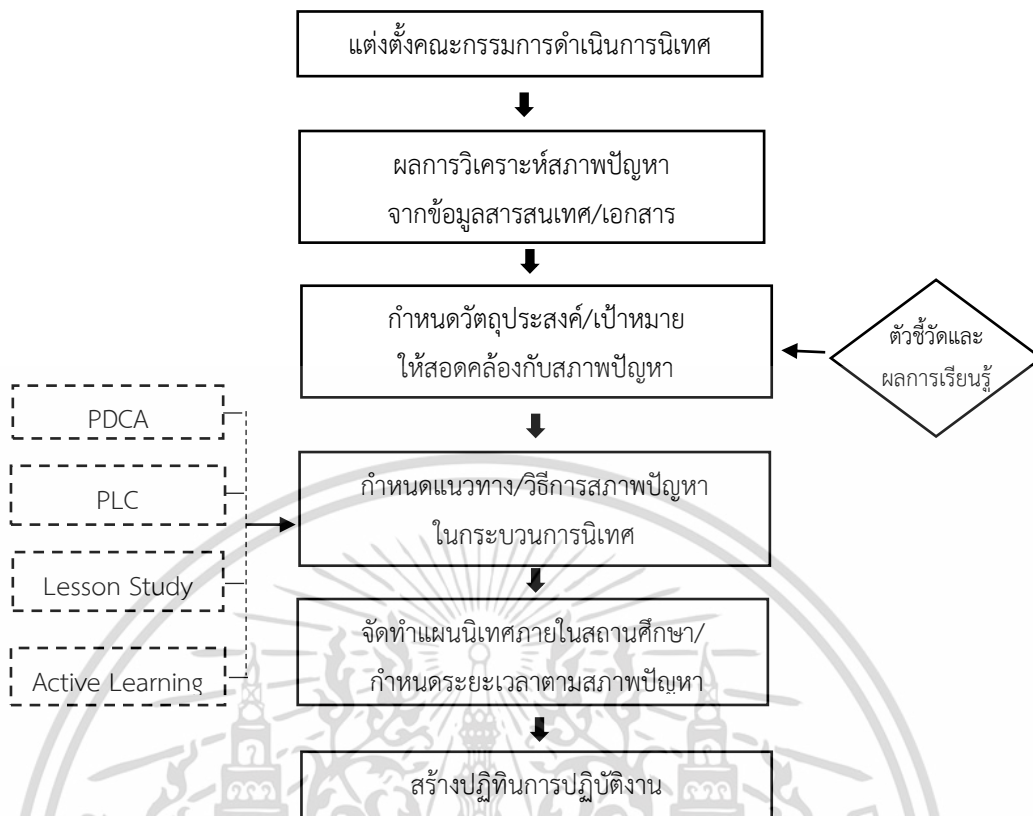 แต่งตั้งคณะกรรมการดำเนินการนิเทศ
ผลการวิเคราะห์สภาพปัญหา
จากข้อมูลสารสนเทศ/เอกสาร
กำหนดวัตถุประสงค์/เป้าหมาย
ให้สอดคล้องกับสภาพปัญหา
ตัวชี้วัดและ
ผลการเรียนรู้
PDCA
PLC
Lesson Study
Active Learning
กำหนดแนวทาง/วิธีการสภาพปัญหา
ในกระบวนการนิเทศ
จัดทำแผนนิเทศภายในสถานศึกษา/
กำหนดระยะเวลาตามสภาพปัญหา
สร้างปฏิทินการปฏิบัติงาน